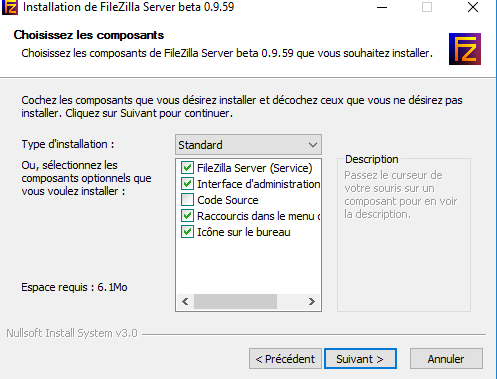 Installation de FileZilla Server beta 0.9.59
Choisissez les composants
Choisissez les composants de FileZilla Server beta 0.9.59 que vous souhaitez installer.
FZ
Cochez les composants que vous désirez installer et décochez ceux que vous ne désirez pas
installer. Cliquez sur Suivant pour continuer.
Type d'installation :
Standard
Ou, sélectionnez les
composants optionnels que
vous voulez installer :
FileZilla Server (Service)
Interface d'administration
Code Source
Raccourcis dans le menu
Icône sur le bureau
Description
Passez le curseur de
votre souris sur un
composant pour en voir
la description.
Espace requis : 6.1Mo
Nullsoft Install System v3.0
< Précédent
Suivant >
Annuler